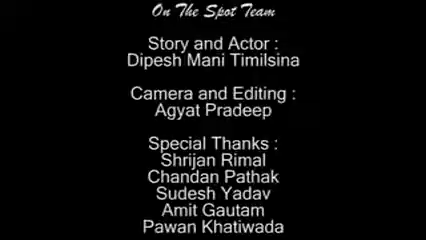 On The Spot Team
Story and Actor :
Dipesh Mani Timilsina
Camera and Editing :
Agyat Pradeep
Special Thanks :
Shrijan Rimal
Chandan Pathak
Sudesh Yadav
Amit Gautam
Pawan Khatiwada